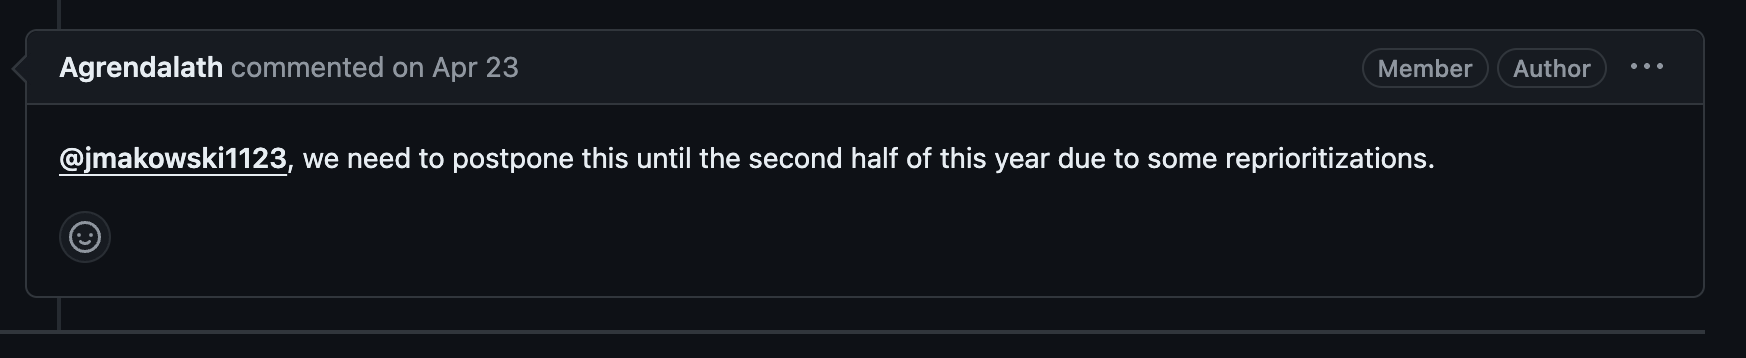 Agrendalath commented on Apr 23 Member Author
@jmakowski1123, we need to postpone this until the second half of this year due to some reprioritizations.